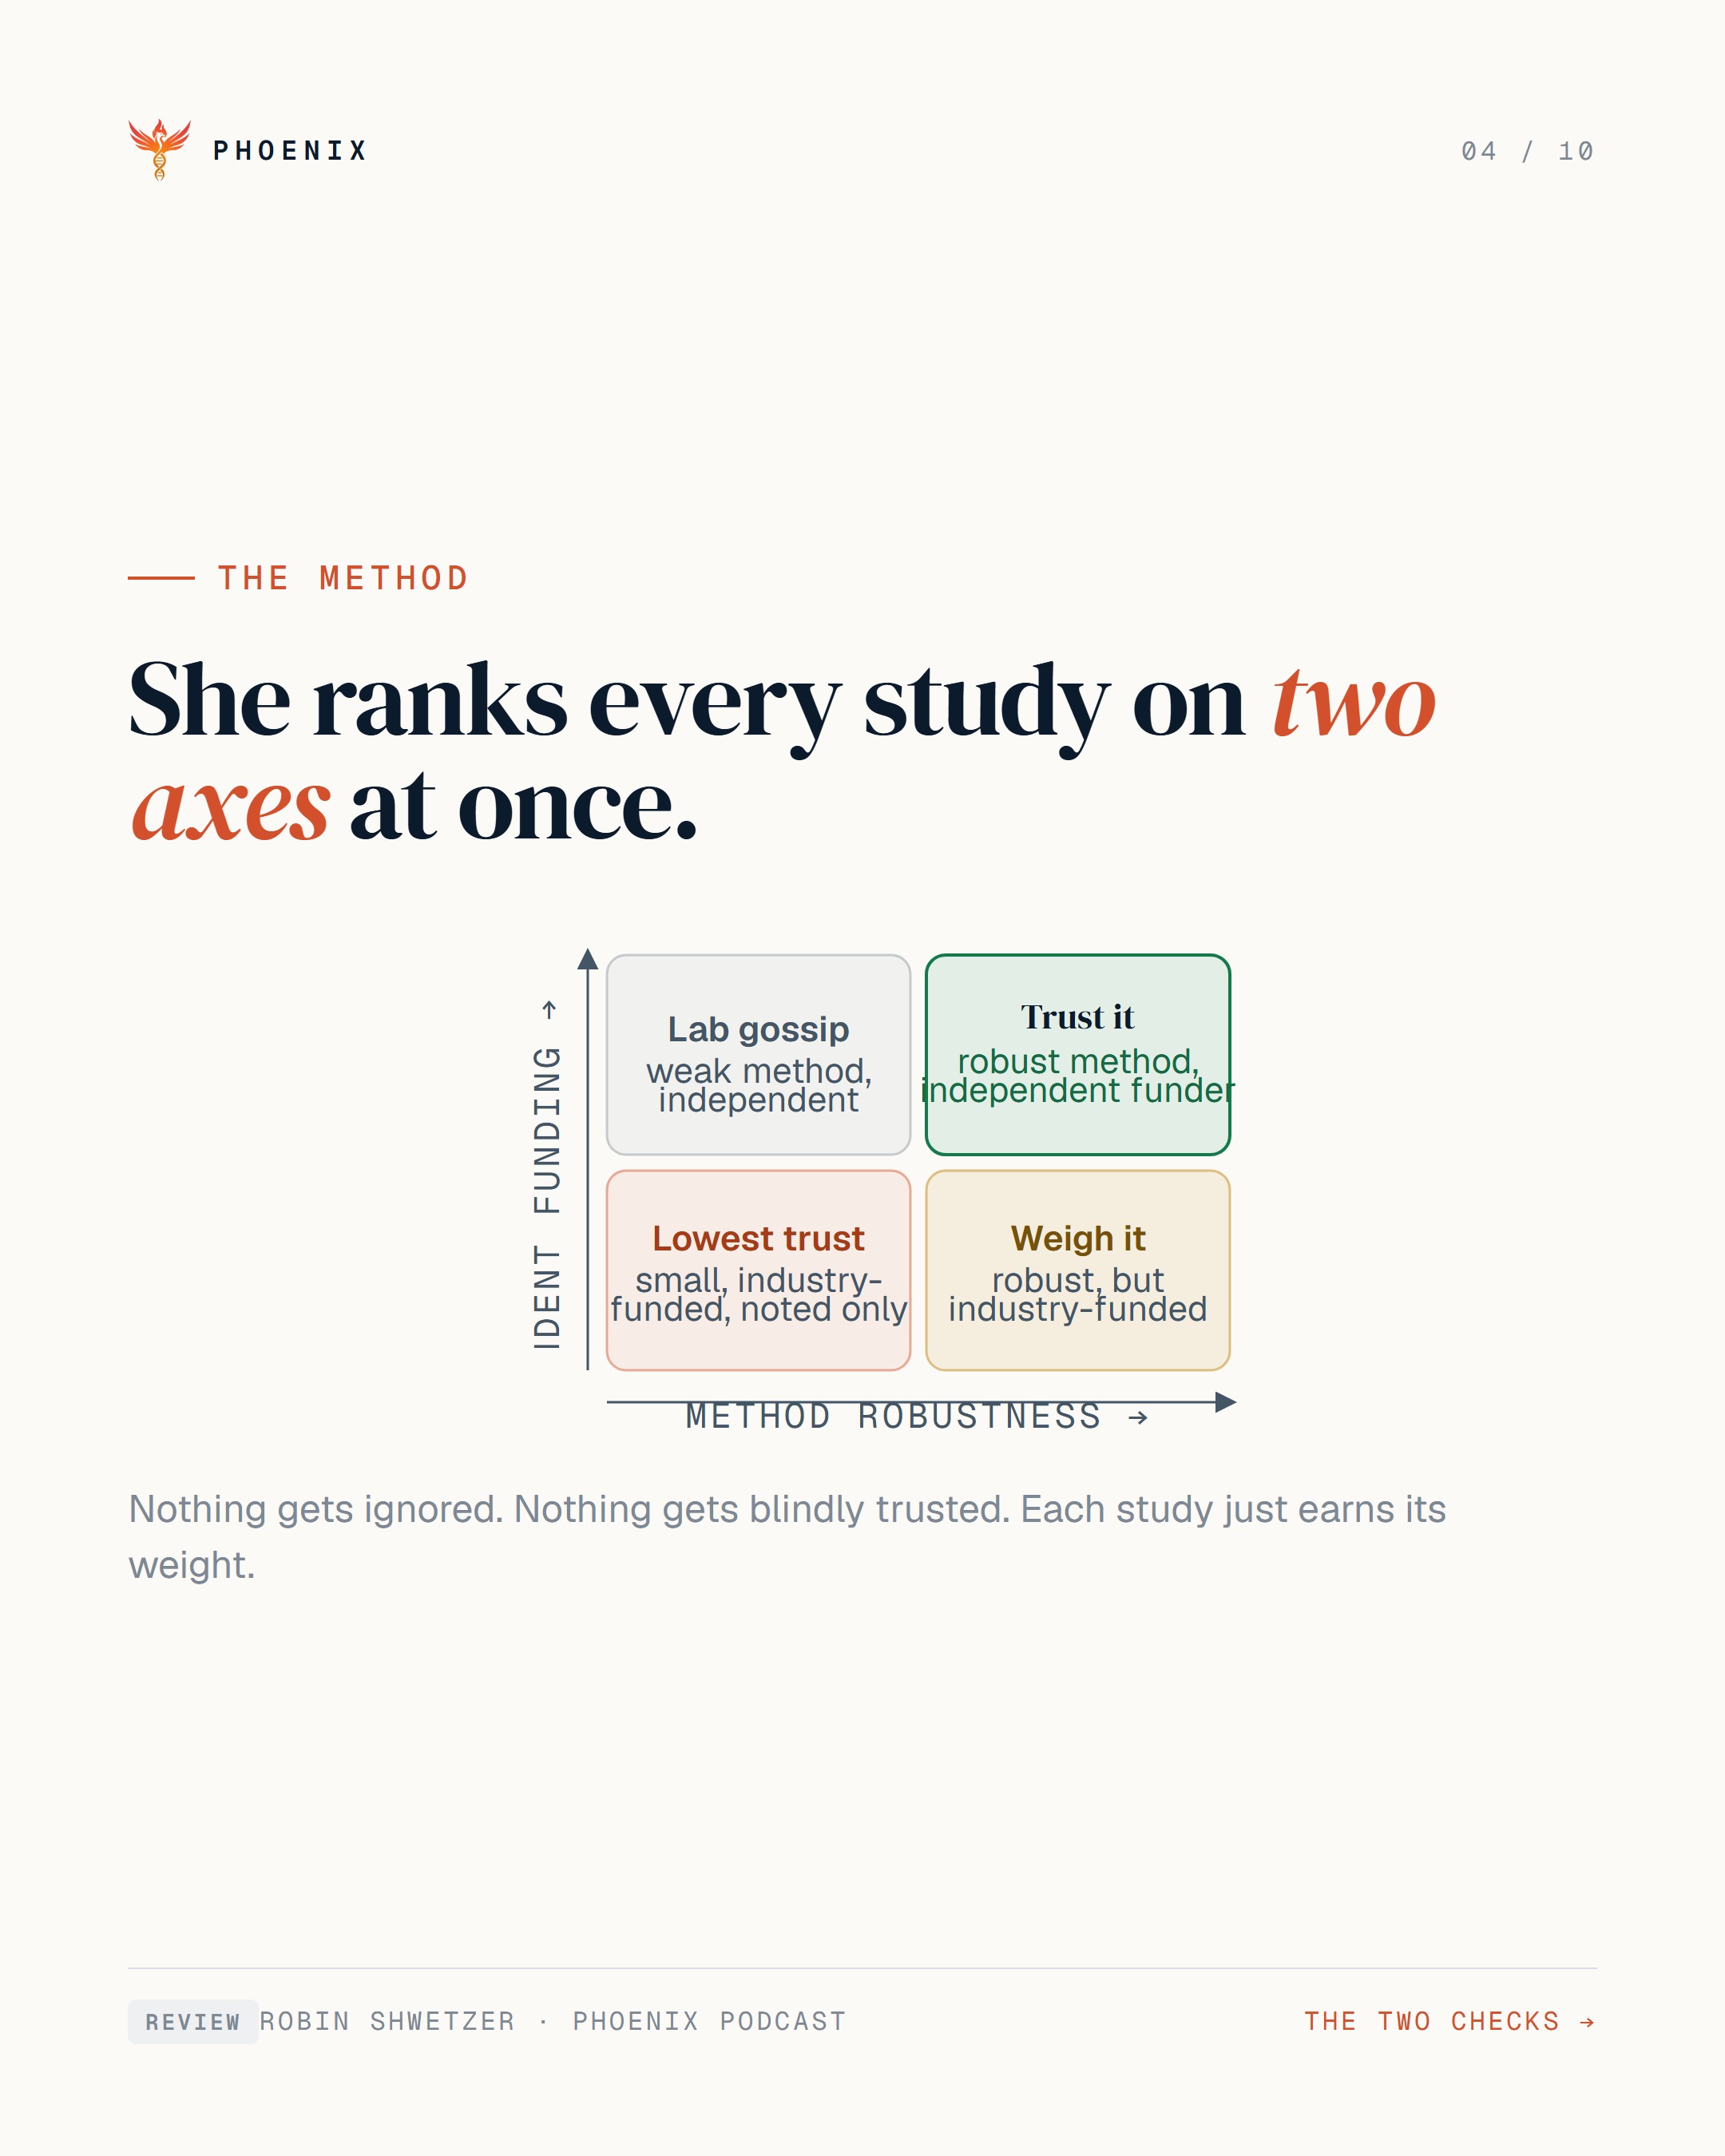 PHOENIX
04 / 10
THE METHOD
She ranks every study on two
axes at once.
IDENT FUNDING →
Lab gossip
weak method,
independent
Trust it
robust method,
independent funder
Lowest trust
small, industry-
funded, noted only
Weigh it
robust, but
industry-funded
METHOD ROBUSTNESS →
Nothing gets ignored. Nothing gets blindly trusted. Each study just earns its
weight.
REVIEW ROBIN SHWETZER · PHOENIX PODCAST
THE TWO CHECKS →